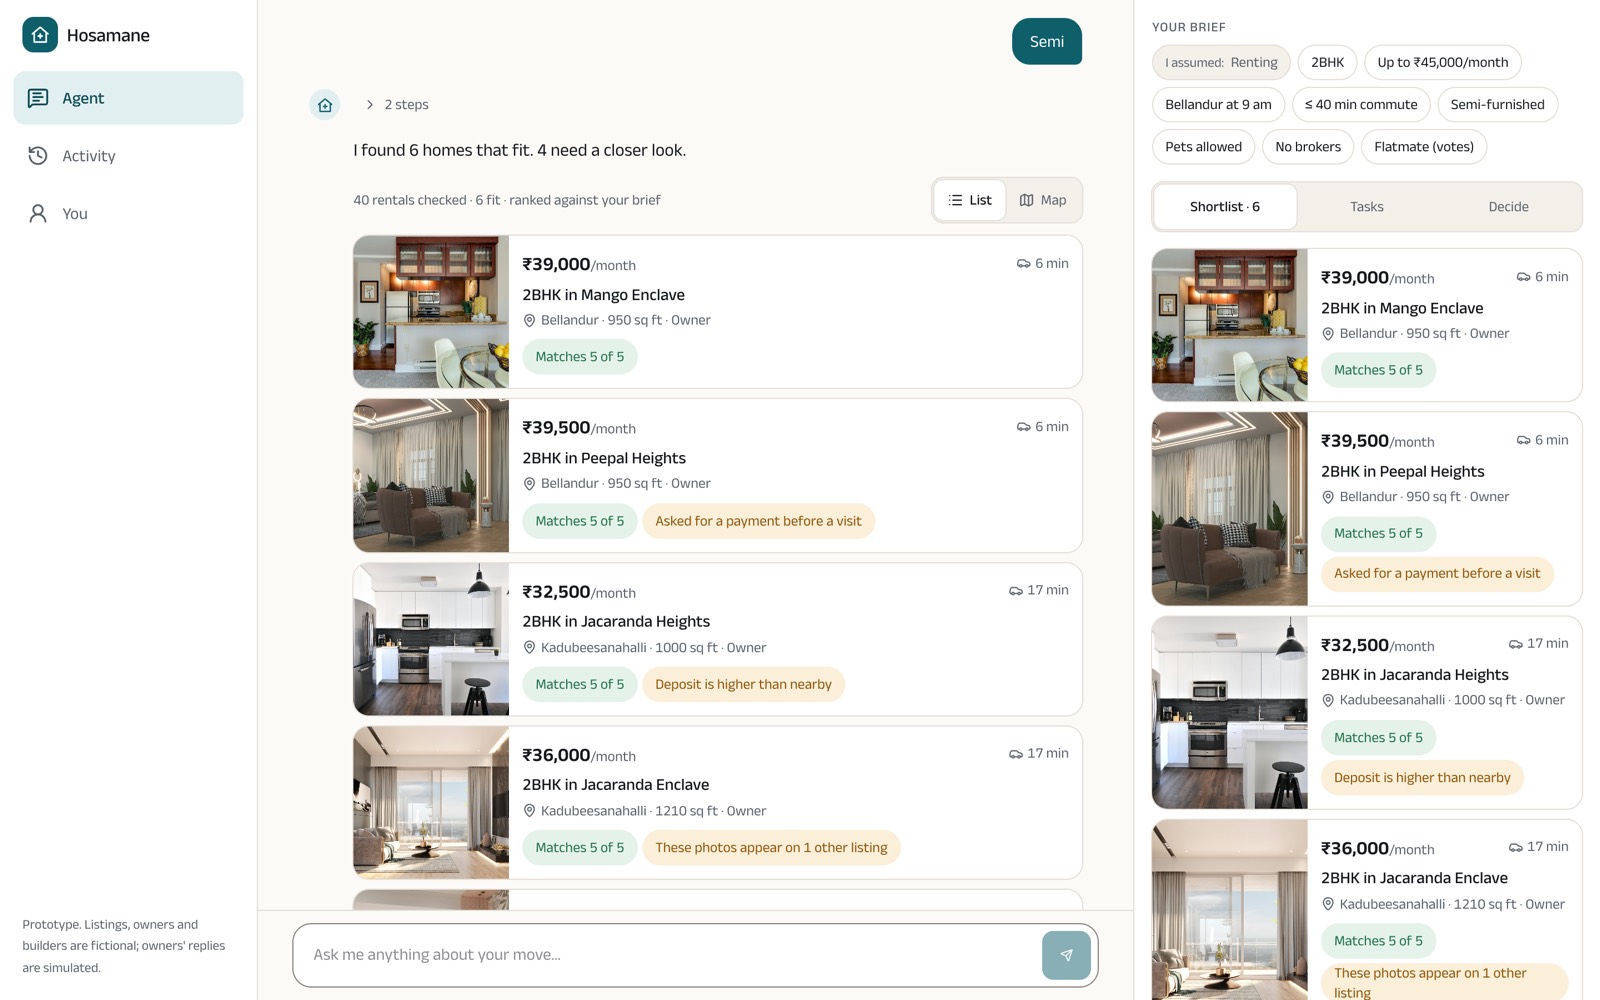 Hosamane
Agent
Activity
You
Prototype. Listings, owners and
builders are fictional; owners' replies
are simulated.
Semi
2 steps
I found 6 homes that fit. 4 need a closer look.
40 rentals checked · 6 fit · ranked against your brief
List
Map
₹39,000/month
6 min
2BHK in Mango Enclave
Bellandur · 950 sq ft · Owner
Matches 5 of 5
₹39,500/month
6 min
2BHK in Peepal Heights
Bellandur · 950 sq ft · Owner
Matches 5 of 5
Asked for a payment before a visit
₹32,500/month
17 min
2BHK in Jacaranda Heights
Kadubeesanahalli · 1000 sq ft · Owner
Matches 5 of 5
Deposit is higher than nearby
₹36,000/month
17 min
2BHK in Jacaranda Enclave
Kadubeesanahalli · 1210 sq ft · Owner
Matches 5 of 5
These photos appear on 1 other listing
Ask me anything about your move...
YOUR BRIEF
I assumed: Renting
2BHK
Up to ₹45,000/month
Bellandur at 9 am
≤ 40 min commute
Semi-furnished
Pets allowed
No brokers
Flatmate (votes)
Shortlist · 6
Tasks
Decide
₹39,000/month
6 min
2BHK in Mango Enclave
Bellandur · 950 sq ft · Owner
Matches 5 of 5
₹39,500/month
6 min
2BHK in Peepal Heights
Bellandur · 950 sq ft · Owner
Matches 5 of 5
Asked for a payment before a visit
₹32,500/month
17 min
2BHK in Jacaranda Heights
Kadubeesanahalli · 1000 sq ft · Owner
Matches 5 of 5
Deposit is higher than nearby
₹36,000/month
17 min
2BHK in Jacaranda Enclave
Kadubeesanahalli · 1210 sq ft · Owner
Matches 5 of 5
These photos appear on 1 other
listing